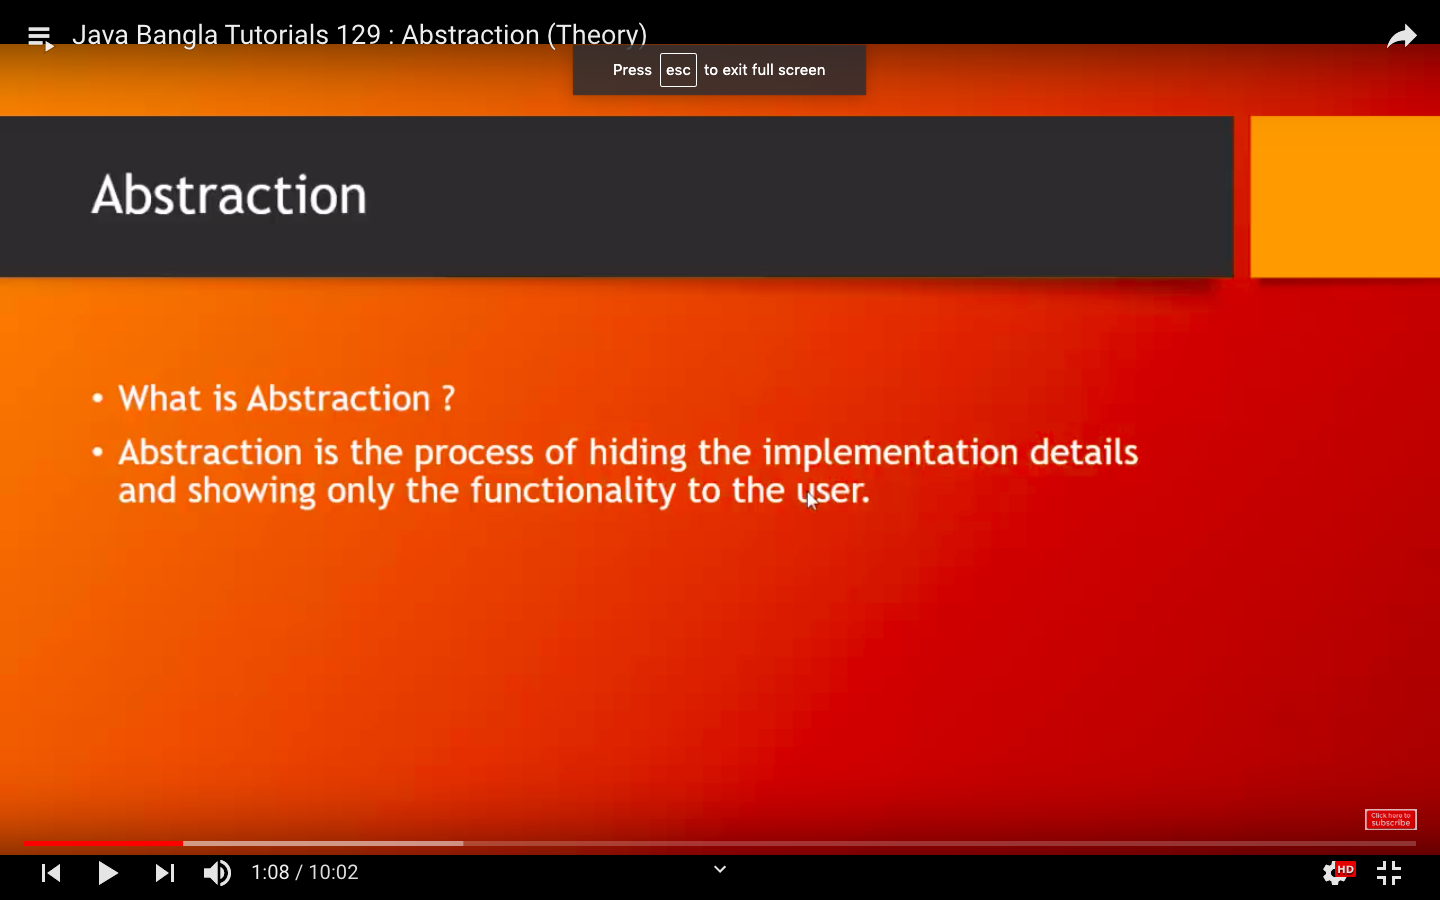 Java Bangla Tutorials 129 : Abstraction (Theory)
Press esc to exit full screen
Abstraction
• What is Abstraction ?
• Abstraction is the process of hiding the implementation details
and showing only the functionality to the user.
Click here to
subscribe
1:08 / 10:02
HD